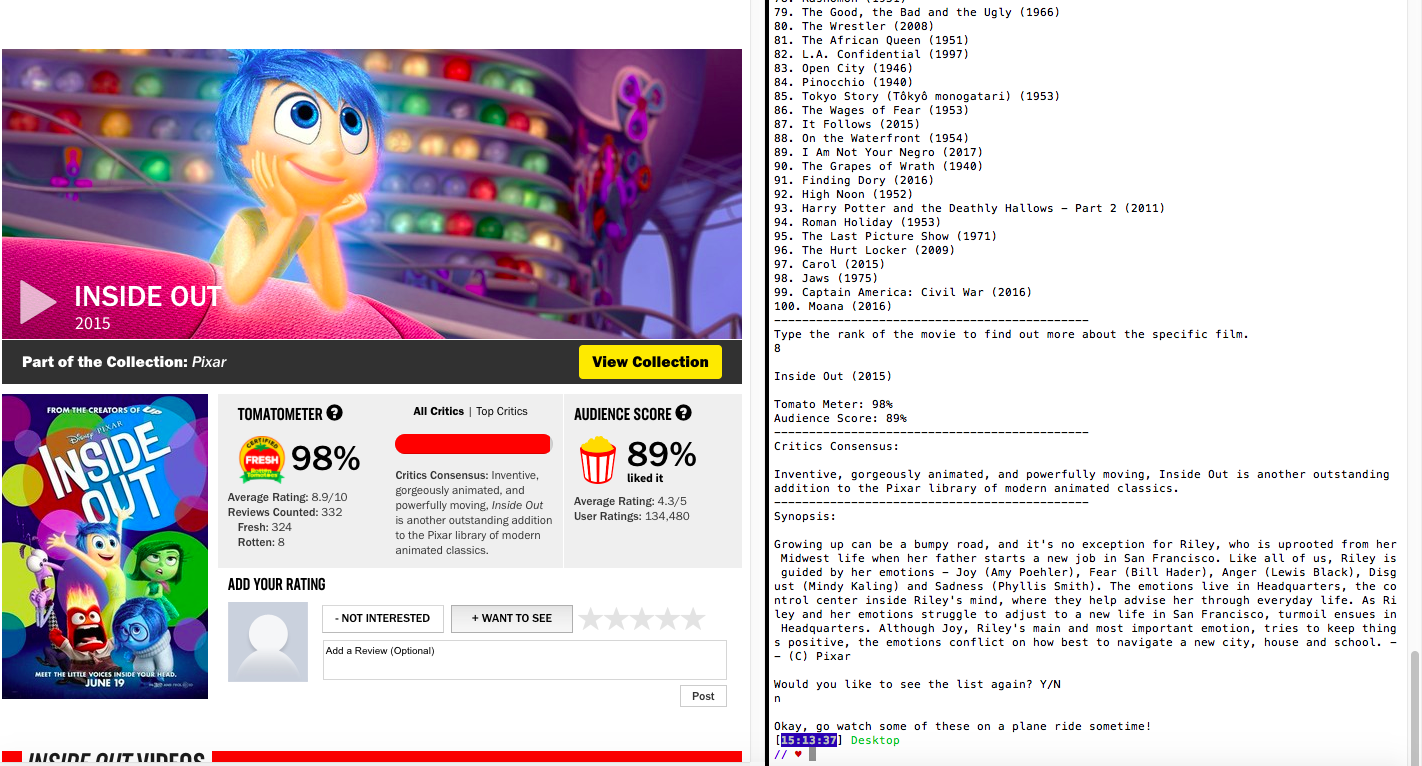 INSIDE OUT
2015
Part of the Collection: Pixar
View Collection
FROM THE CREATORS OF UP
DISNEY PIXAR
INSIDE OUT
MEET THE LITTLE VOICES INSIDE YOUR HEAD.
JUNE 19
TOMATOMETER ?
CERTIFIED FRESH
98%
Average Rating: 8.9/10
Reviews Counted: 332
Fresh: 324
Rotten: 8
All Critics | Top Critics
Critics Consensus: Inventive,
gorgeously animated, and
powerfully moving, Inside Out
is another outstanding addition
to the Pixar library of modern
animated classics.
AUDIENCE SCORE ?
89%
liked it
Average Rating: 4.3/5
User Ratings: 134,480
ADD YOUR RATING
- NOT INTERESTED
+ WANT TO SEE
Add a Review (Optional)
Post
INSIDE OUT VIDEOS
79. The Good, the Bad and the Ugly (1966)
80. The Wrestler (2008)
81. The African Queen (1951)
82. L.A. Confidential (1997)
83. Open City (1946)
84. Pinocchio (1940)
85. Tokyo Story (Tôkyô monogatari) (1953)
86. The Wages of Fear (1953)
87. It Follows (2015)
88. On the Waterfront (1954)
89. I Am Not Your Negro (2017)
90. The Grapes of Wrath (1940)
91. Finding Dory (2016)
92. High Noon (1952)
93. Harry Potter and the Deathly Hallows - Part 2 (2011)
94. Roman Holiday (1953)
95. The Last Picture Show (1971)
96. The Hurt Locker (2009)
97. Carol (2015)
98. Jaws (1975)
99. Captain America: Civil War (2016)
100. Moana (2016)
---------------------------------------------
Type the rank of the movie to find out more about the specific film.
8
Inside Out (2015)
Tomato Meter: 98%
Audience Score: 89%
---------------------------------------------
Critics Consensus:
Inventive, gorgeously animated, and powerfully moving, Inside Out is another outstanding
addition to the Pixar library of modern animated classics.
---------------------------------------------
Synopsis:
Growing up can be a bumpy road, and it's no exception for Riley, who is uprooted from her
Midwest life when her father starts a new job in San Francisco. Like all of us, Riley is
guided by her emotions - Joy (Amy Poehler), Fear (Bill Hader), Anger (Lewis Black), Disg
ust (Mindy Kaling) and Sadness (Phyllis Smith). The emotions live in Headquarters, the co
ntrol center inside Riley's mind, where they help advise her through everyday life. As Ri
ley and her emotions struggle to adjust to a new life in San Francisco, turmoil ensues in
Headquarters. Although Joy, Riley's main and most important emotion, tries to keep thing
s positive, the emotions conflict on how best to navigate a new city, house and school. -
- (C) Pixar
Would you like to see the list again? Y/N
n
Okay, go watch some of these on a plane ride sometime!
[15:13:37] Desktop
// ♥